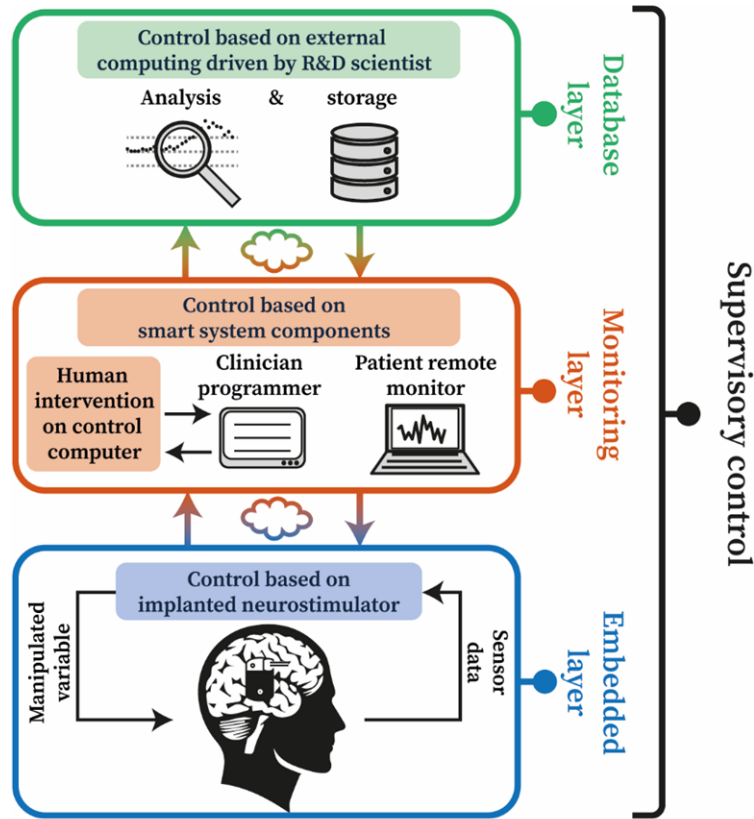 Control based on external
computing driven by R&D scientist
Analysis & storage
Database
layer
Control based on
smart system components
Human
intervention
on control
computer
Clinician
programmer
Patient remote
monitor
Monitoring
layer
Control based on
implanted neurostimulator
Manipulated
variable
Sensor
data
Embedded
layer
Supervisory control